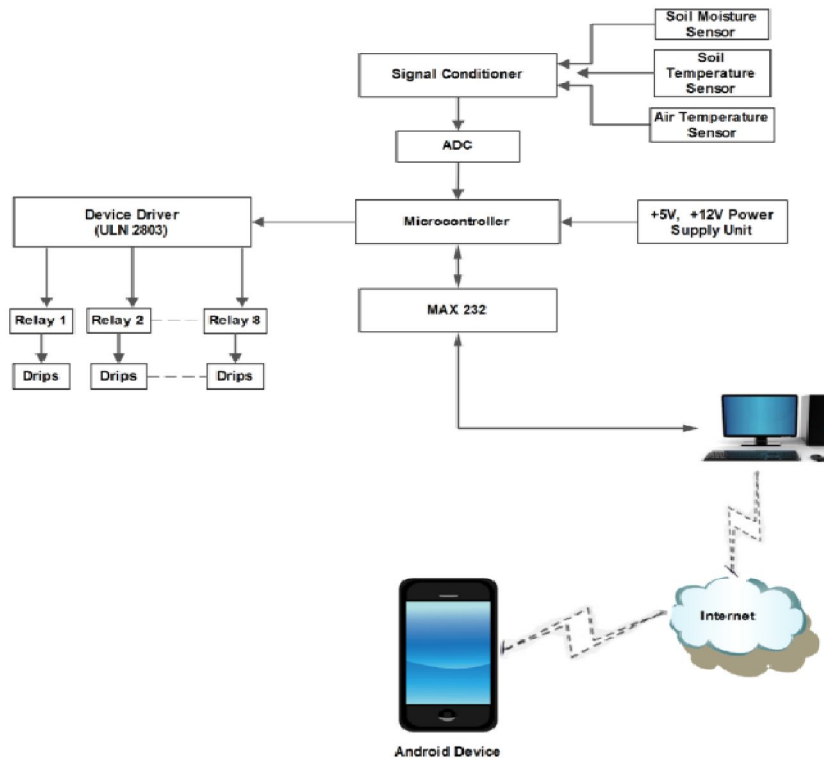 Soil Moisture
Sensor
Signal Conditioner
Soil
Temperature
Sensor
Air Temperature
Sensor
ADC
Device Driver
(ULN 2803)
Microcontroller
+5V, +12V Power
Supply Unit
Relay 1
Relay 2
Relay 8
MAX 232
Drips
Drips
Drips
Internet
Android Device